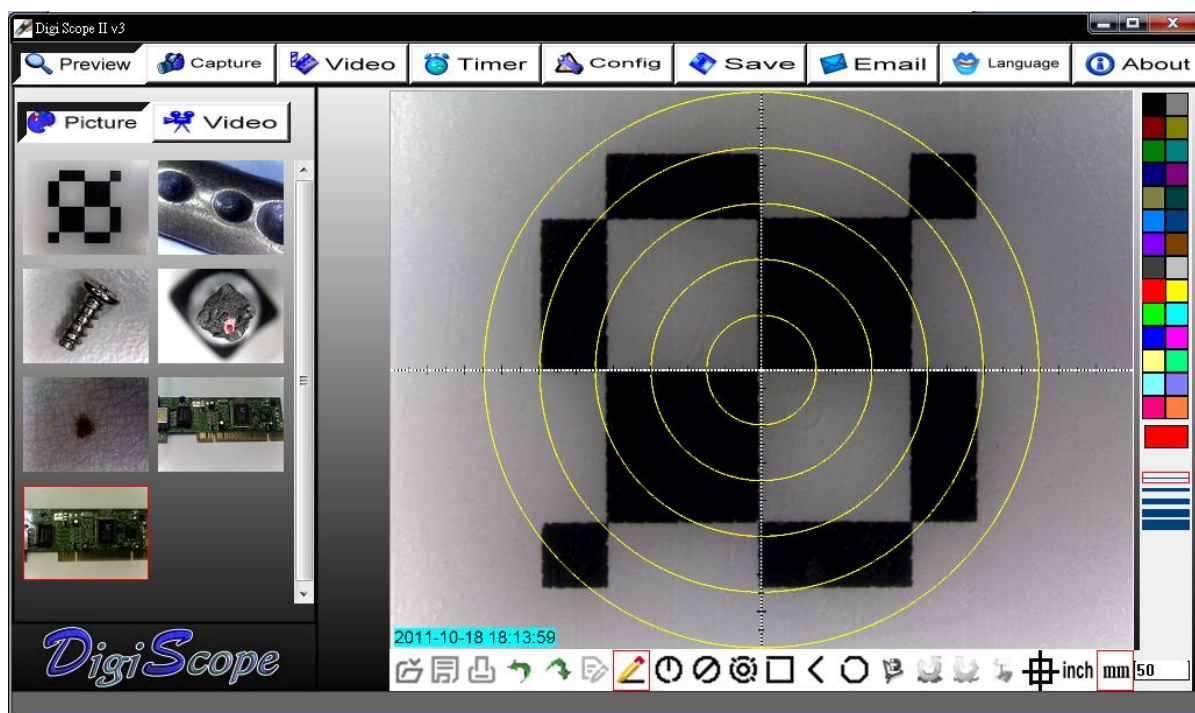 Digi Scope II v3
Preview Capture Video Timer Config Save Email Language About
Picture Video
2011-10-18 18:13:59
DigiScope
inch mm 50